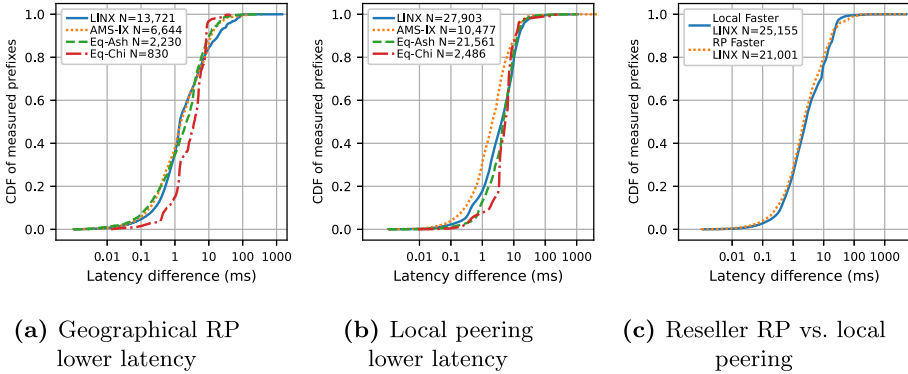 CDF of measured prefixes
1.0
0.8
0.6
0.4
0.2
0.0
LINX N=13,721
AMS-IX N=6,644
Eq-Ash N=2,230
Eq-Chi N=830
0.01 0.1 1 10 100 1000
Latency difference (ms)
(a) Geographical RP
lower latency
CDF of measured prefixes
1.0
0.8
0.6
0.4
0.2
0.0
LINX N=27,903
AMS-IX N=10,477
Eq-Ash N=21,561
Eq-Chi N=2,486
0.01 0.1 1 10 100 1000
Latency difference (ms)
(b) Local peering
lower latency
CDF of measured prefixes
1.0
0.8
0.6
0.4
0.2
0.0
Local Faster
LINX N=25,155
RP Faster
LINX N=21,001
0.01 0.1 1 10 100 1000
Latency difference (ms)
(c) Reseller RP vs. local
peering